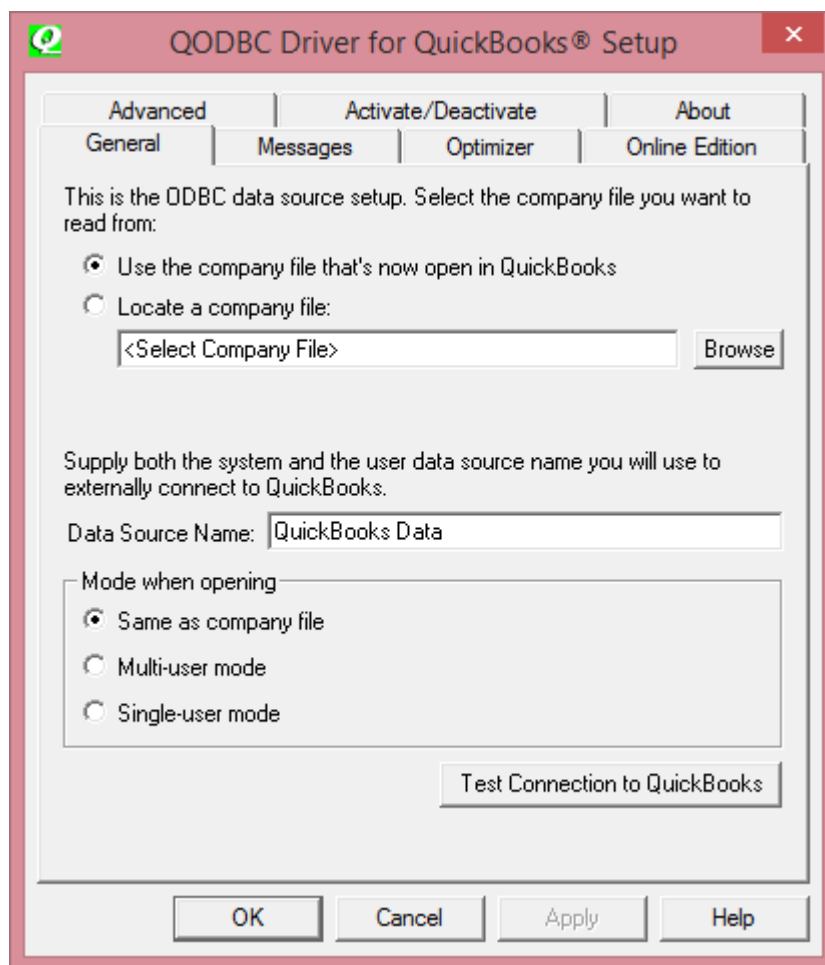 QODBC Driver for QuickBooks® Setup
Advanced
Activate/Deactivate
About
General
Messages
Optimizer
Online Edition
This is the ODBC data source setup. Select the company file you want to
read from:
Use the company file that's now open in QuickBooks
Locate a company file:
<Select Company File>
Browse
Supply both the system and the user data source name you will use to
externally connect to QuickBooks.
Data Source Name:
QuickBooks Data
Mode when opening
Same as company file
Multi-user mode
Single-user mode
Test Connection to QuickBooks
OK
Cancel
Apply
Help